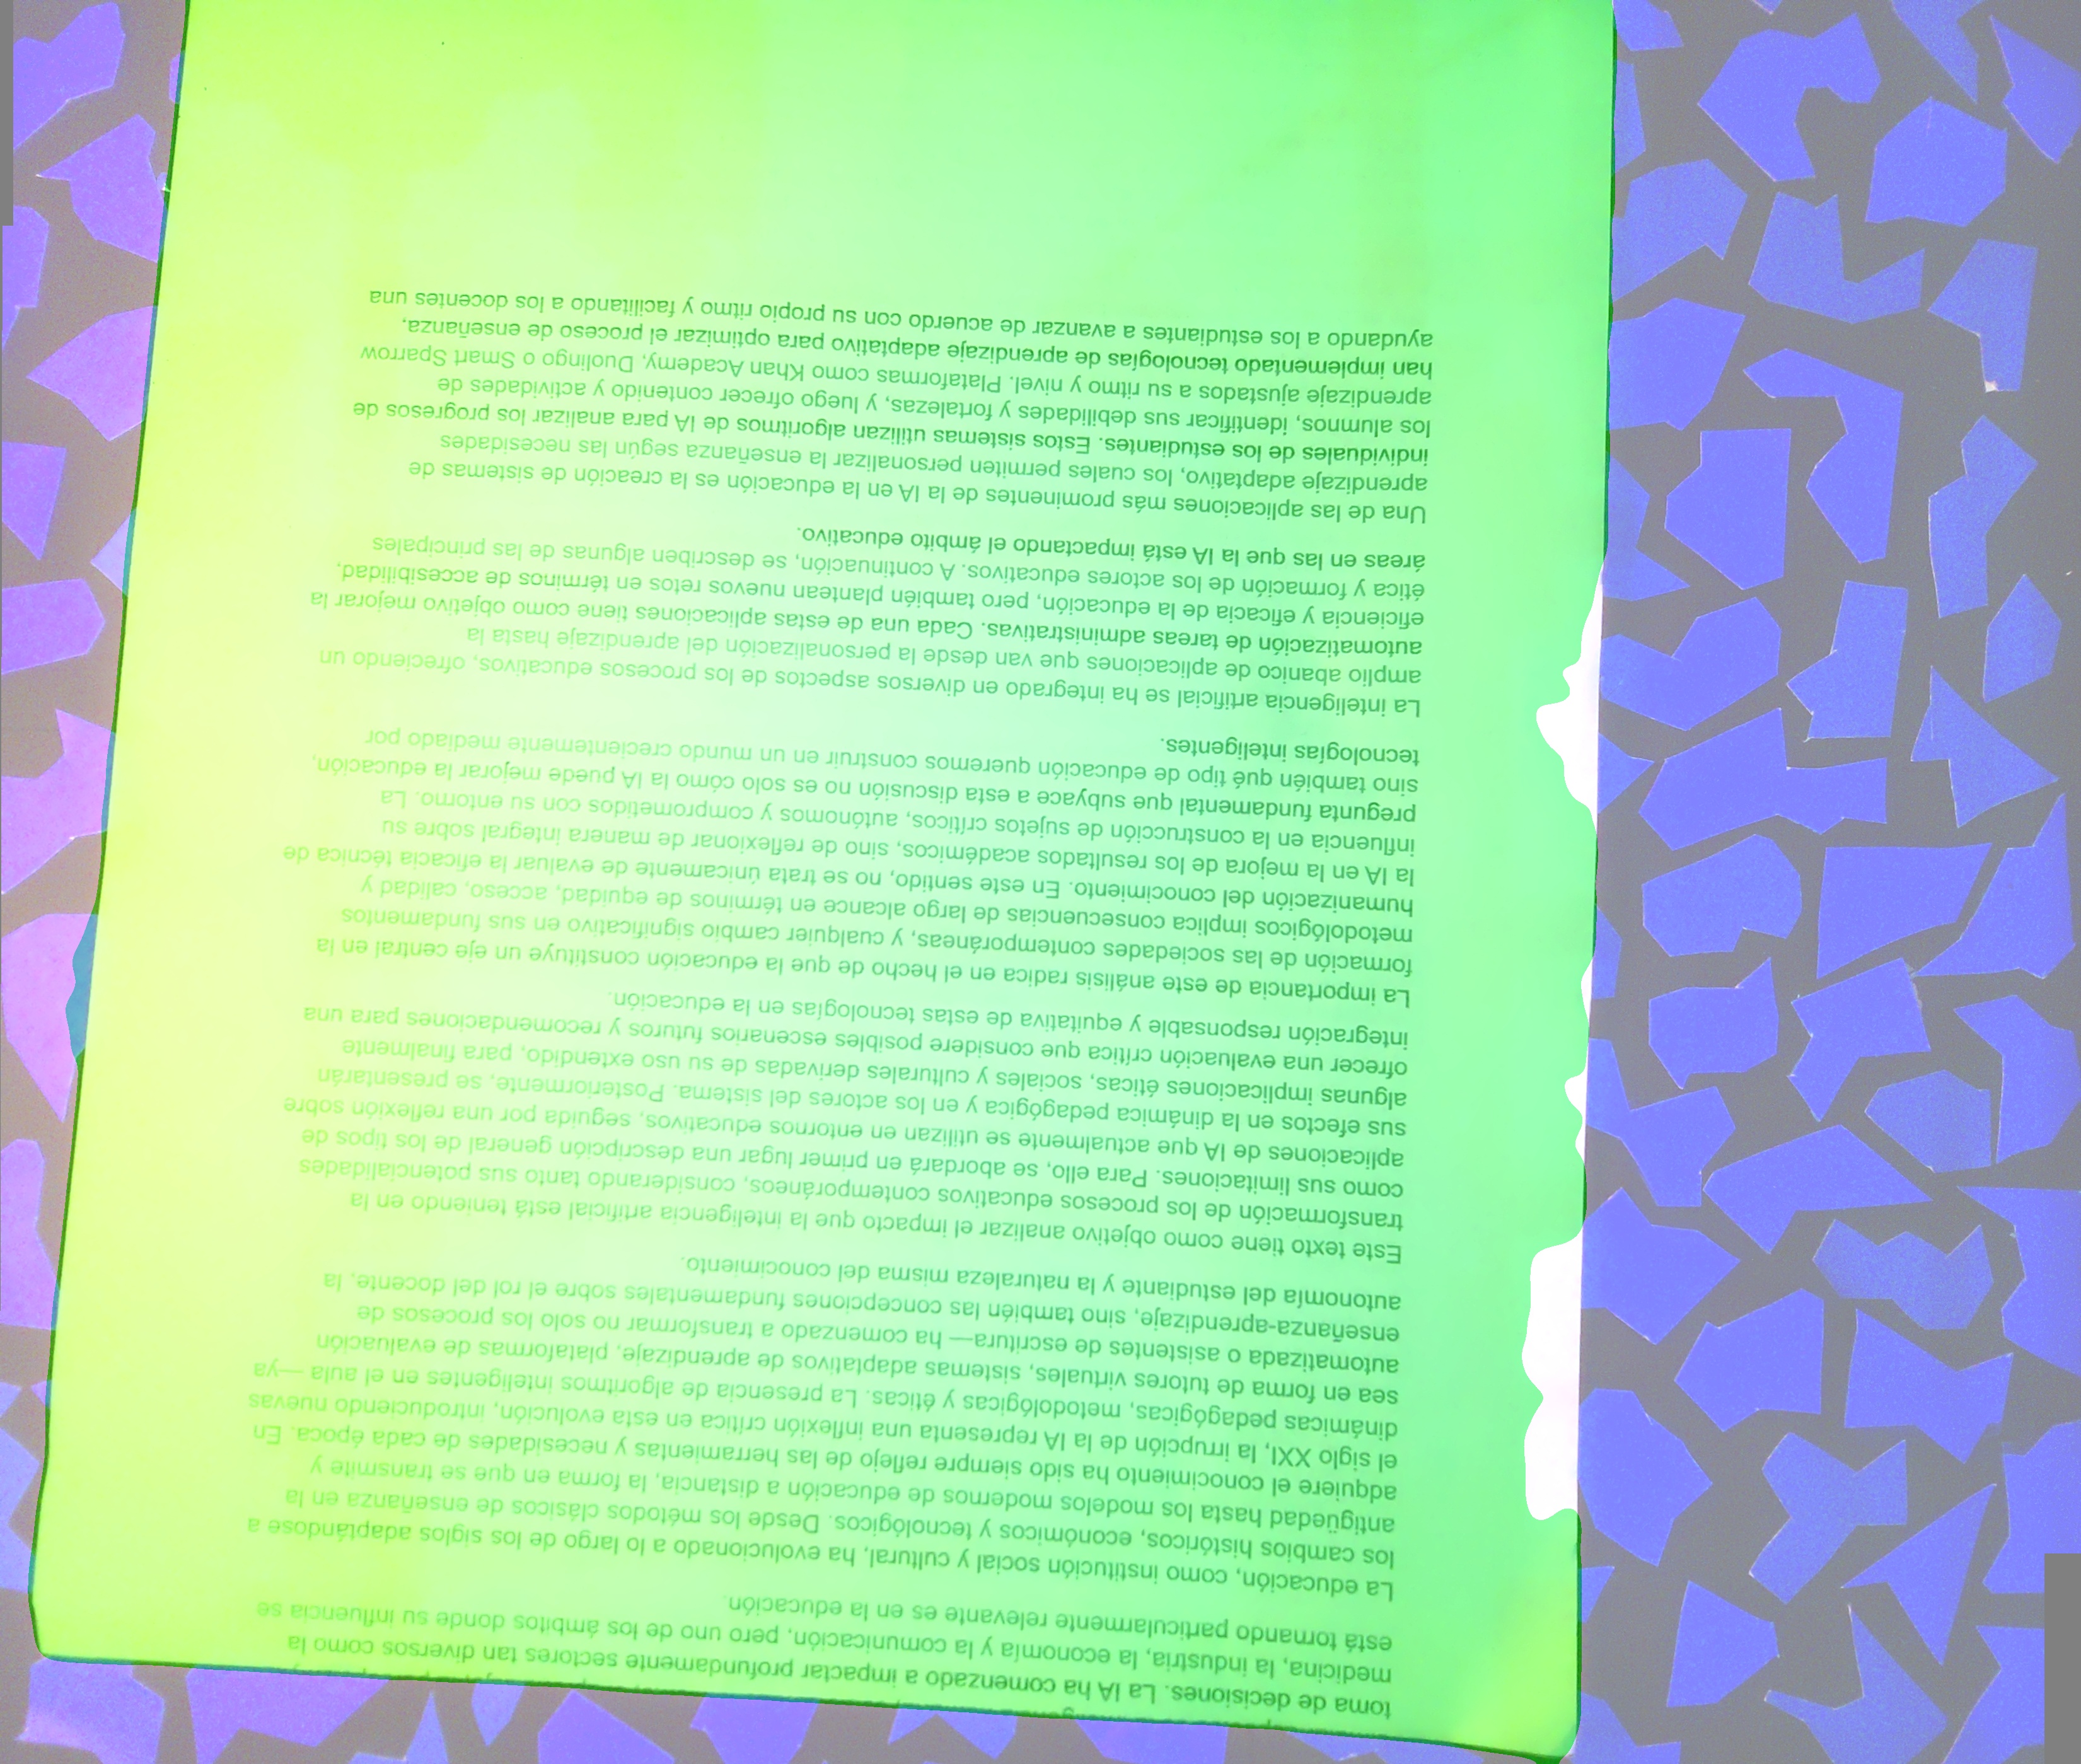 toma de decisiones. La IA ha comenzado a impactar profundamente sectores tan diversos como la
medicina, la industria, la economía y la comunicación, pero uno de los ámbitos donde su influencia se
está tornando particularmente relevante es en la educación.
La educación, como institución social y cultural, ha evolucionado a lo largo de los siglos adaptándose a
los cambios históricos, económicos y tecnológicos. Desde los métodos clásicos de enseñanza en la
antigüedad hasta los modelos modernos de educación a distancia, la forma en que se transmite y
adquiere el conocimiento ha sido siempre reflejo de las herramientas y necesidades de cada época. En
el siglo XXI, la irrupción de la IA representa una inflexión crítica en esta evolución, introduciendo nuevas
dinámicas pedagógicas, metodológicas y éticas. La presencia de algoritmos inteligentes en el aula —ya
sea en forma de tutores virtuales, sistemas adaptativos de aprendizaje, plataformas de evaluación
automatizada o asistentes de escritura— ha comenzado a transformar no solo los procesos de
enseñanza-aprendizaje, sino también las concepciones fundamentales sobre el rol del docente, la
autonomía del estudiante y la naturaleza misma del conocimiento.
Este texto tiene como objetivo analizar el impacto que la inteligencia artificial está teniendo en la
transformación de los procesos educativos contemporáneos, considerando tanto sus potencialidades
como sus limitaciones. Para ello, se abordará en primer lugar una descripción general de los tipos de
aplicaciones de IA que actualmente se utilizan en entornos educativos, seguida por una reflexión sobre
sus efectos en la dinámica pedagógica y en los actores del sistema. Posteriormente, se presentarán
algunas implicaciones éticas, sociales y culturales derivadas de su uso extendido, para finalmente
ofrecer una evaluación crítica que considere posibles escenarios futuros y recomendaciones para una
integración responsable y equitativa de estas tecnologías en la educación.
La importancia de este análisis radica en el hecho de que la educación constituye un eje central en la
formación de las sociedades contemporáneas, y cualquier cambio significativo en sus fundamentos
metodológicos implica consecuencias de largo alcance en términos de equidad, acceso, calidad y
humanización del conocimiento. En este sentido, no se trata únicamente de evaluar la eficacia técnica de
la IA en la mejora de los resultados académicos, sino de reflexionar de manera integral sobre su
influencia en la construcción de sujetos críticos, autónomos y comprometidos con su entorno. La
pregunta fundamental que subyace a esta discusión no es solo cómo la IA puede mejorar la educación,
sino también qué tipo de educación queremos construir en un mundo crecientemente mediado por
tecnologías inteligentes.
La inteligencia artificial se ha integrado en diversos aspectos de los procesos educativos, ofreciendo un
amplio abanico de aplicaciones que van desde la personalización del aprendizaje hasta la
automatización de tareas administrativas. Cada una de estas aplicaciones tiene como objetivo mejorar la
eficiencia y eficacia de la educación, pero también plantean nuevos retos en términos de accesibilidad,
ética y formación de los actores educativos. A continuación, se describen algunas de las principales
áreas en las que la IA está impactando el ámbito educativo.
Una de las aplicaciones más prominentes de la IA en la educación es la creación de sistemas de
aprendizaje adaptativo, los cuales permiten personalizar la enseñanza según las necesidades
individuales de los estudiantes. Estos sistemas utilizan algoritmos de IA para analizar los progresos de
los alumnos, identificar sus debilidades y fortalezas, y luego ofrecer contenido y actividades de
aprendizaje ajustados a su ritmo y nivel. Plataformas como Khan Academy, Duolingo o Smart Sparrow
han implementado tecnologías de aprendizaje adaptativo para optimizar el proceso de enseñanza,
ayudando a los estudiantes a avanzar de acuerdo con su propio ritmo y facilitando a los docentes una